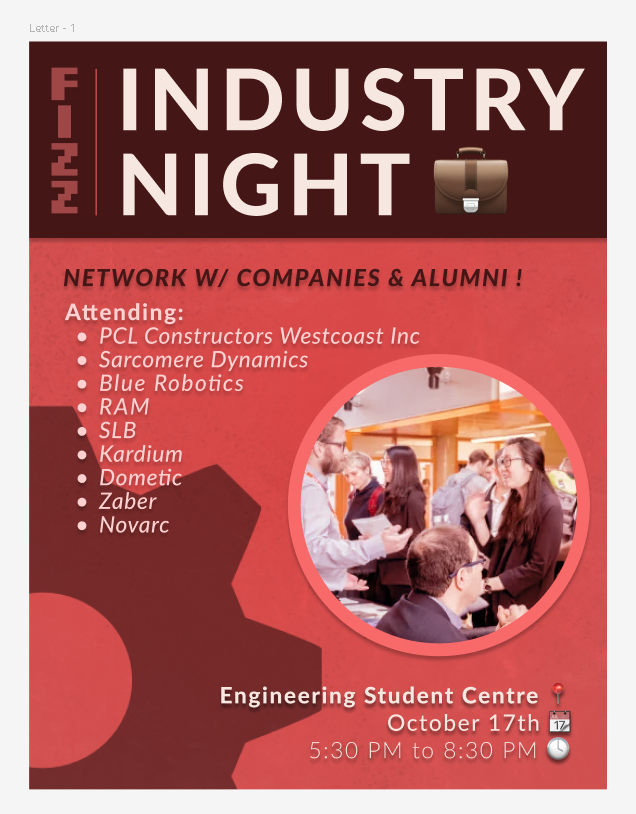 Letter - 1
FIZZ
INDUSTRY
NIGHT
NETWORK W/ COMPANIES & ALUMNI !
Attending:
• PCL Constructors Westcoast Inc
• Sarcomere Dynamics
• Blue Robotics
• RAM
• SLB
• Kardium
• Dometic
• Zaber
• Novarc
Engineering Student Centre
October 17th
17
5:30 PM to 8:30 PM